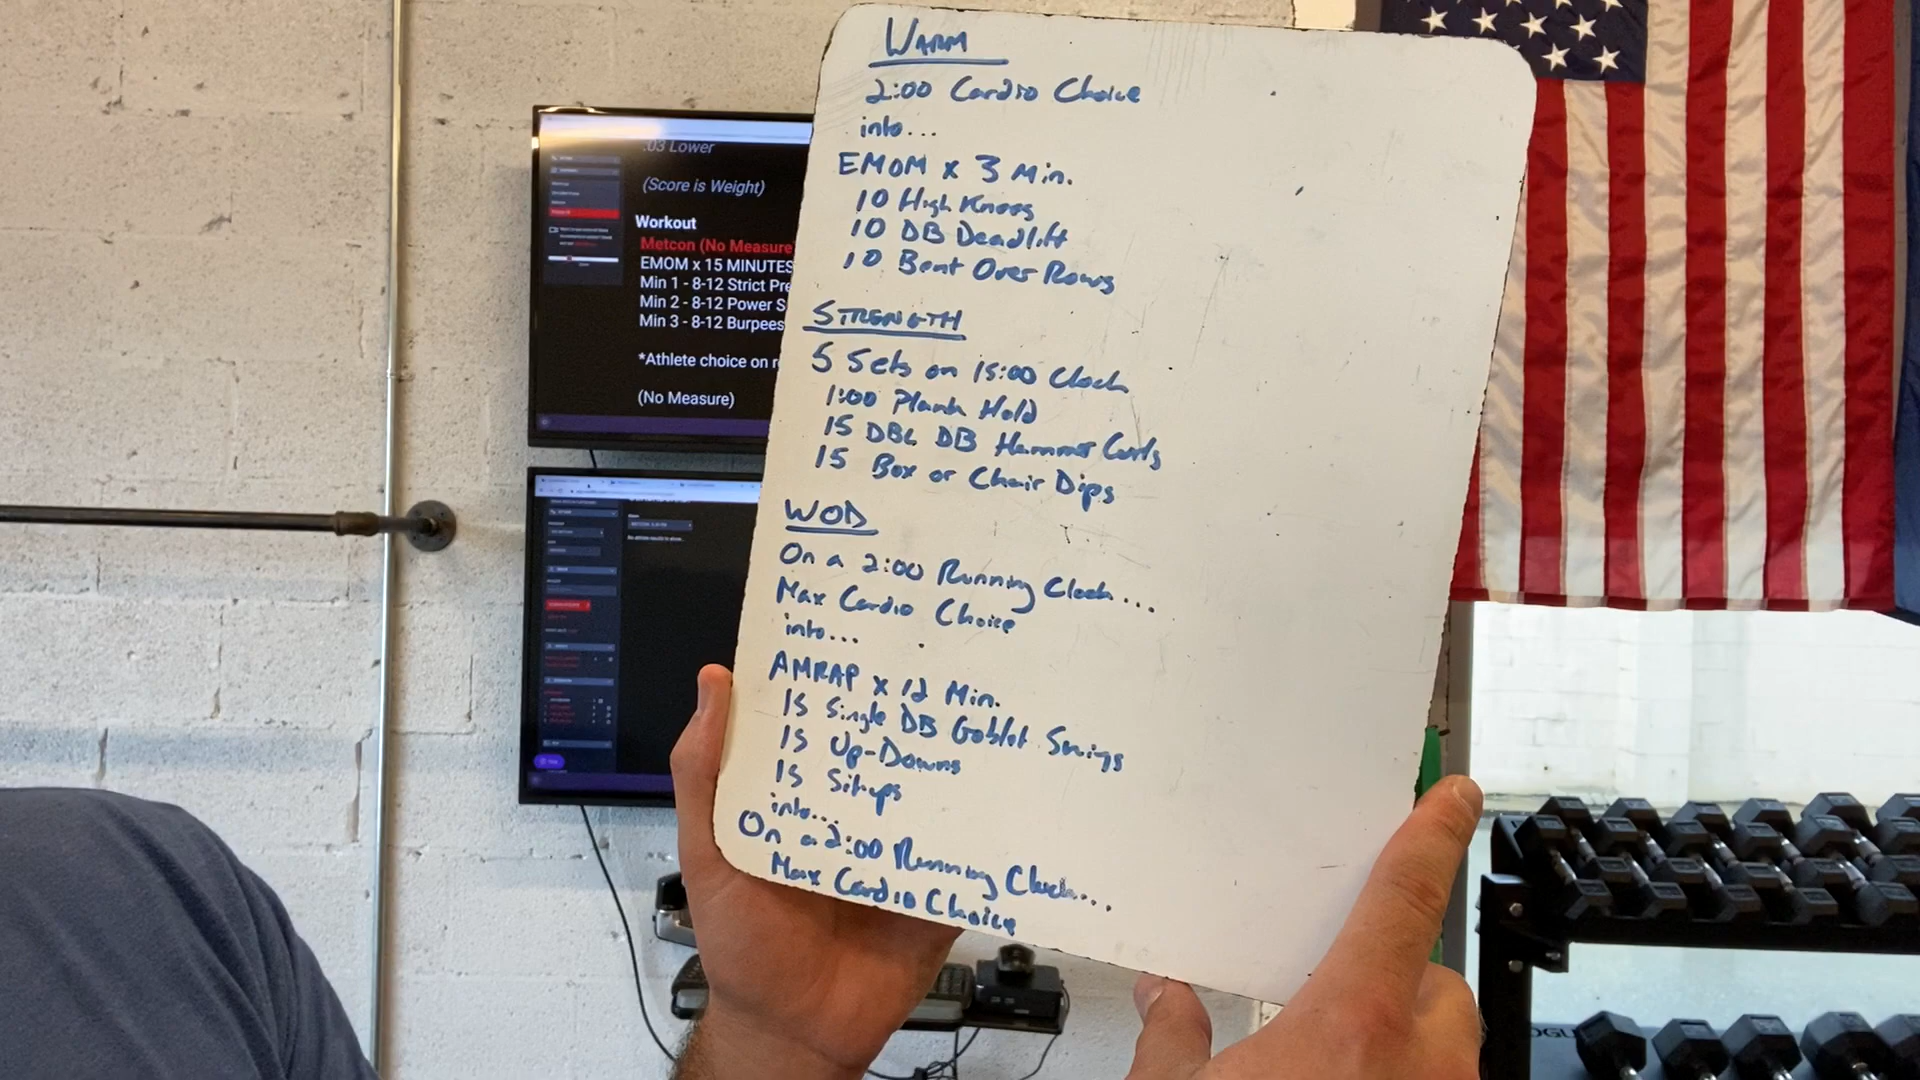 WARM
2:00 Cardio Choice
into...
EMOM x 3 Min.
10 High Knees
10 DB Deadlift
10 Bent Over Rows
STRENGTH
5 Sets on 15:00 Clock
1:00 Plank Hold
15 DBL DB Hammer Curls
15 Box or Chair Dips
WOD
On a 2:00 Running Clock...
Max Cardio Choice
into...
AMRAP x 12 Min.
15 Single DB Goblet Swings
15 Up-Downs
15 Sit-ups
into...
On a 2:00 Running Clock...
Max Cardio Choice
.03 Lower
(Score is Weight)
Workout
Metcon (No Measure
EMOM x 15 MINUTES
Min 1 - 8-12 Strict Pre
Min 2 - 8-12 Power S
Min 3 - 8-12 Burpees
*Athlete choice on r
(No Measure)
OGU